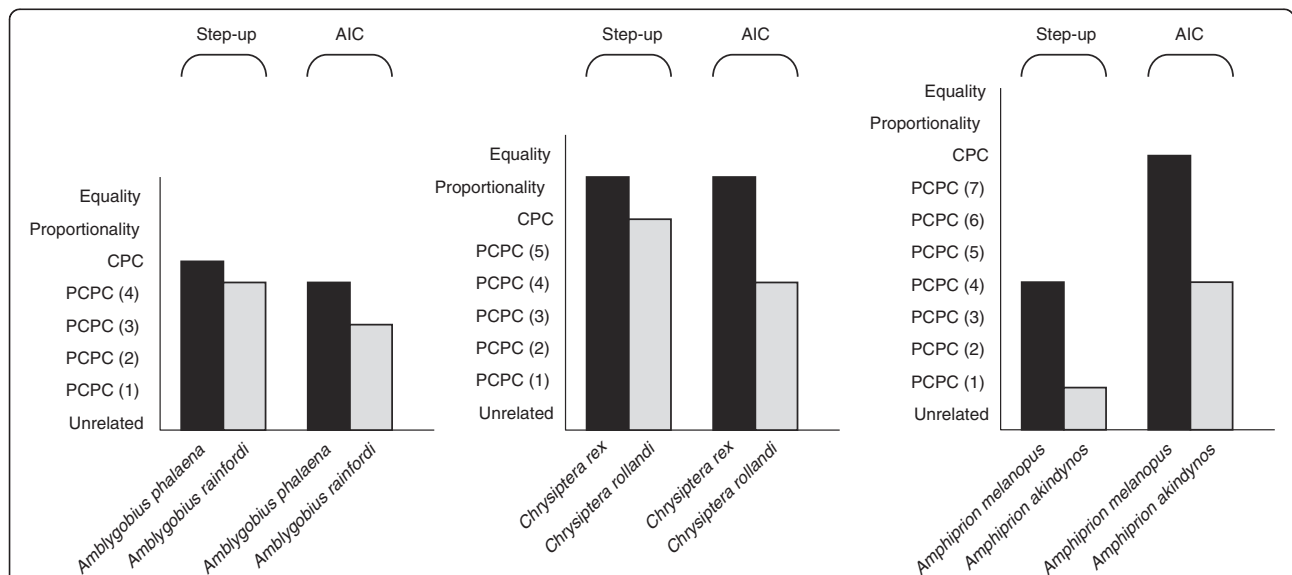 Step-up AIC
Equality
Proportionality
CPC
PCPC (4)
PCPC (3)
PCPC (2)
PCPC (1)
Unrelated
Amblygobius phalaena
Amblygobius rainfordi
Amblygobius phalaena
Amblygobius rainfordi
Step-up AIC
Equality
Proportionality
CPC
PCPC (5)
PCPC (4)
PCPC (3)
PCPC (2)
PCPC (1)
Unrelated
Chrysiptera rex
Chrysiptera rollandi
Chrysiptera rex
Chrysiptera rollandi
Step-up AIC
Equality
Proportionality
CPC
PCPC (7)
PCPC (6)
PCPC (5)
PCPC (4)
PCPC (3)
PCPC (2)
PCPC (1)
Unrelated
Amphiprion melanopus
Amphiprion akindynos
Amphiprion melanopus
Amphiprion akindynos